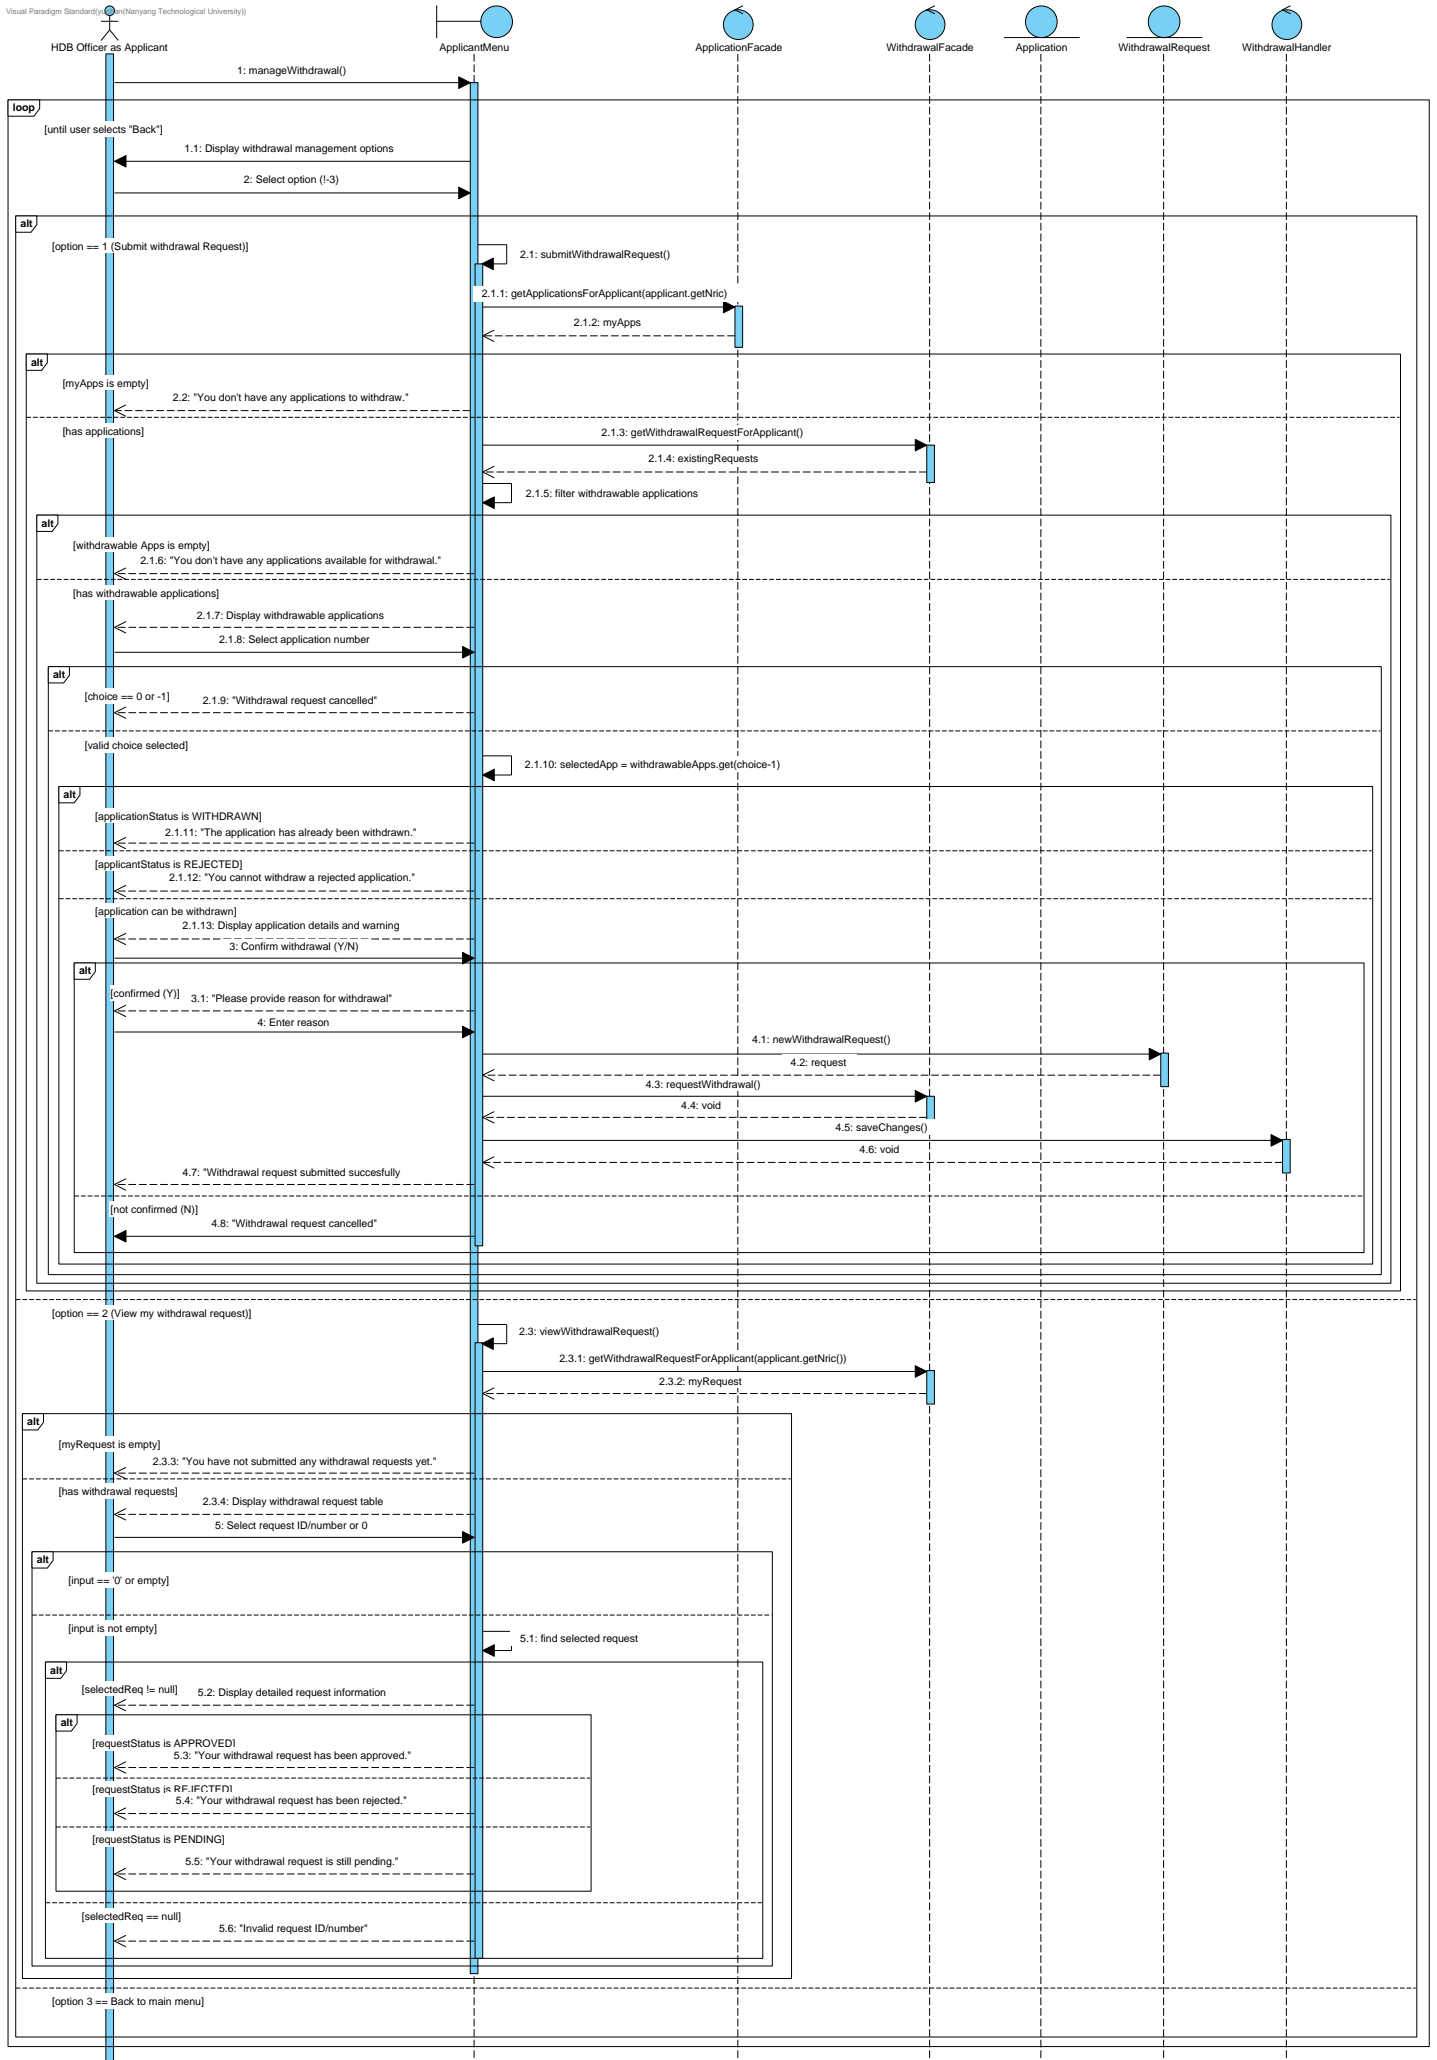 Visual Paradigm Standard(yu   an(Nanyang Technological University))
HDB Officer as Applicant
ApplicantMenu
ApplicationFacade
WithdrawalFacade
Application
WithdrawalRequest
WithdrawalHandler
1: manageWithdrawal()
loop
[until user selects "Back"]
1.1: Display withdrawal management options
2: Select option (!-3)
alt
[option == 1 (Submit withdrawal Request)]
2.1: submitWithdrawalRequest()
2.1.1: getApplicationsForApplicant(applicant.getNric)
2.1.2: myApps
alt
[myApps is empty]
2.2: "You don't have any applications to withdraw."
[has applications]
2.1.3: getWithdrawalRequestForApplicant()
2.1.4: existingRequests
2.1.5: filter withdrawable applications
alt
[withdrawable Apps is empty]
2.1.6: "You don't have any applications available for withdrawal."
[has withdrawable applications]
2.1.7: Display withdrawable applications
2.1.8: Select application number
alt
[choice == 0 or -1]
2.1.9: "Withdrawal request cancelled"
[valid choice selected]
2.1.10: selectedApp = withdrawableApps.get(choice-1)
alt
[applicationStatus is WITHDRAWN]
2.1.11: "The application has already been withdrawn."
[applicantStatus is REJECTED]
2.1.12: "You cannot withdraw a rejected application."
[application can be withdrawn]
2.1.13: Display application details and warning
3: Confirm withdrawal (Y/N)
alt
[confirmed (Y)]
3.1: "Please provide reason for withdrawal"
4: Enter reason
4.1: newWithdrawalRequest()
4.2: request
4.3: requestWithdrawal()
4.4: void
4.5: saveChanges()
4.6: void
4.7: "Withdrawal request submitted succesfully
[not confirmed (N)]
4.8: "Withdrawal request cancelled"
[option == 2 (View my withdrawal request)]
2.3: viewWithdrawalRequest()
2.3.1: getWithdrawalRequestForApplicant(applicant.getNric())
2.3.2: myRequest
alt
[myRequest is empty]
2.3.3: "You have not submitted any withdrawal requests yet."
[has withdrawal requests]
2.3.4: Display withdrawal request table
5: Select request ID/number or 0
alt
[input == '0' or empty]
[input is not empty]
5.1: find selected request
alt
[selectedReq != null]
5.2: Display detailed request information
alt
[requestStatus is APPROVED]
5.3: "Your withdrawal request has been approved."
[requestStatus is REJECTED]
5.4: "Your withdrawal request has been rejected."
[requestStatus is PENDING]
5.5: "Your withdrawal request is still pending."
[selectedReq == null]
5.6: "Invalid request ID/number"
[option 3 == Back to main menu]